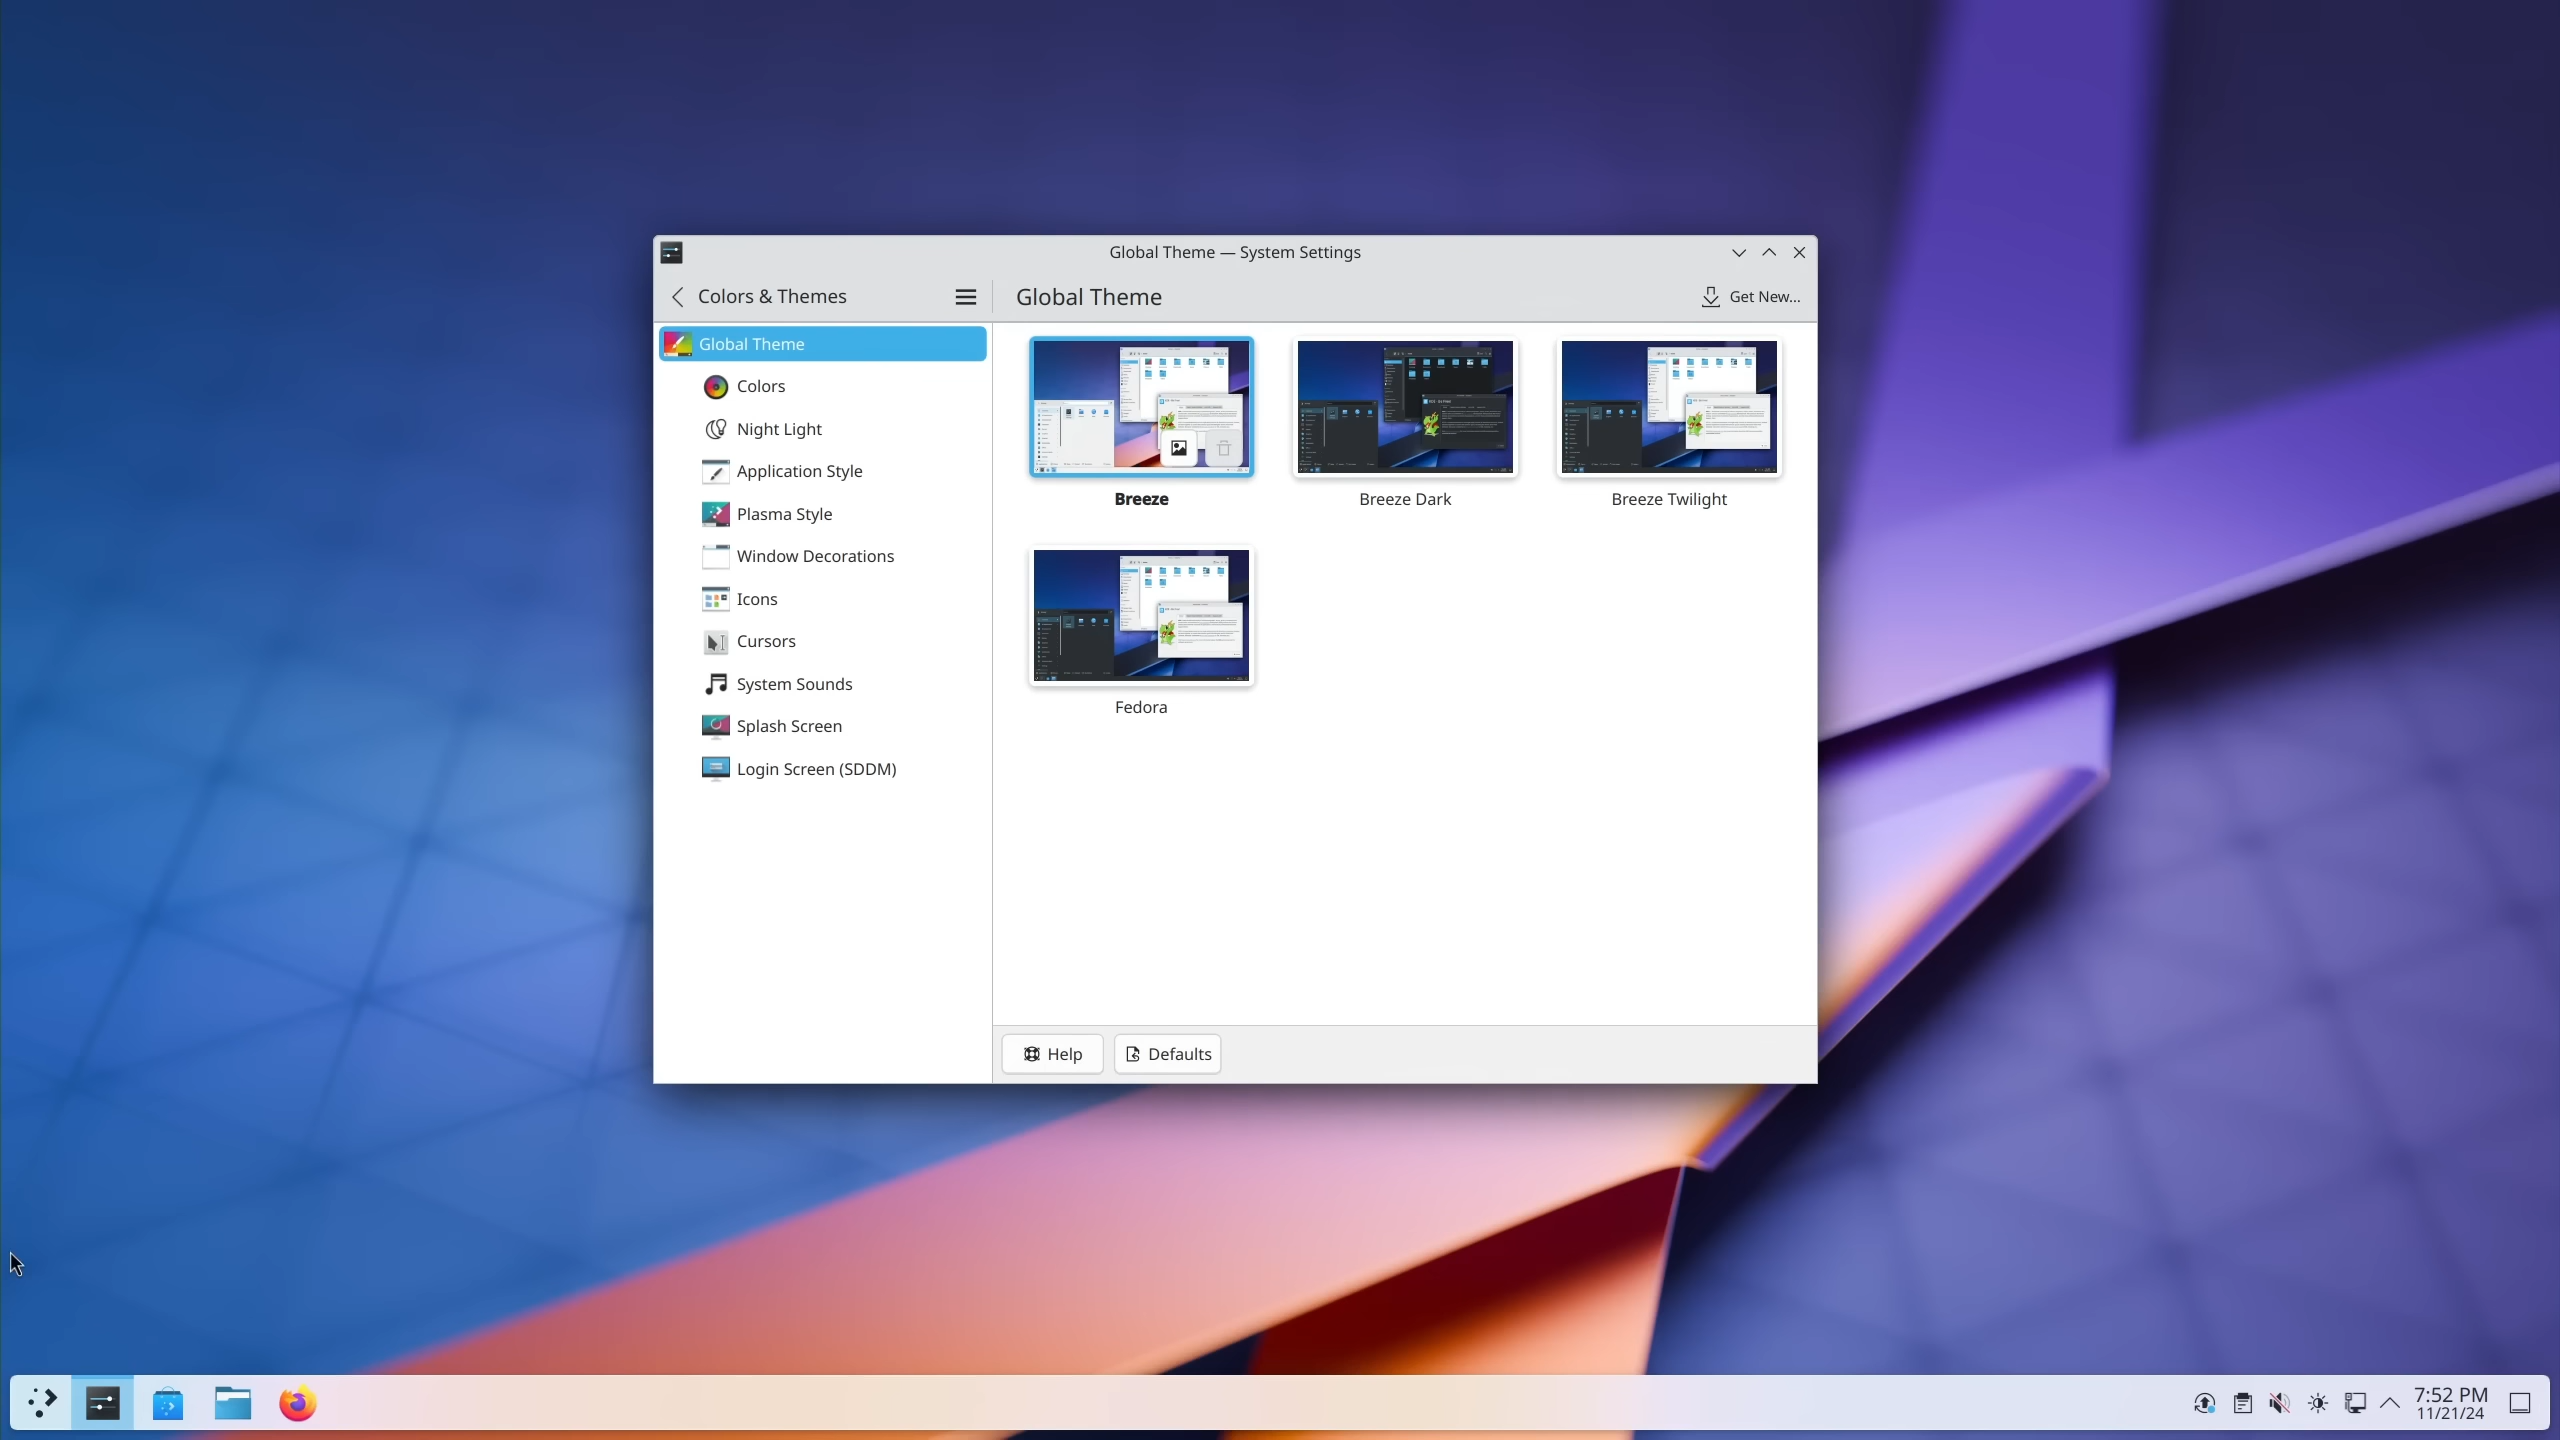 Global Theme — System Settings
Colors & Themes
Global Theme
Get New...
Global Theme
Colors
Night Light
Application Style
Plasma Style
Window Decorations
Icons
Cursors
System Sounds
Splash Screen
Login Screen (SDDM)
Breeze
Breeze Dark
Breeze Twilight
Fedora
Help
Defaults
7:52 PM
11/21/24